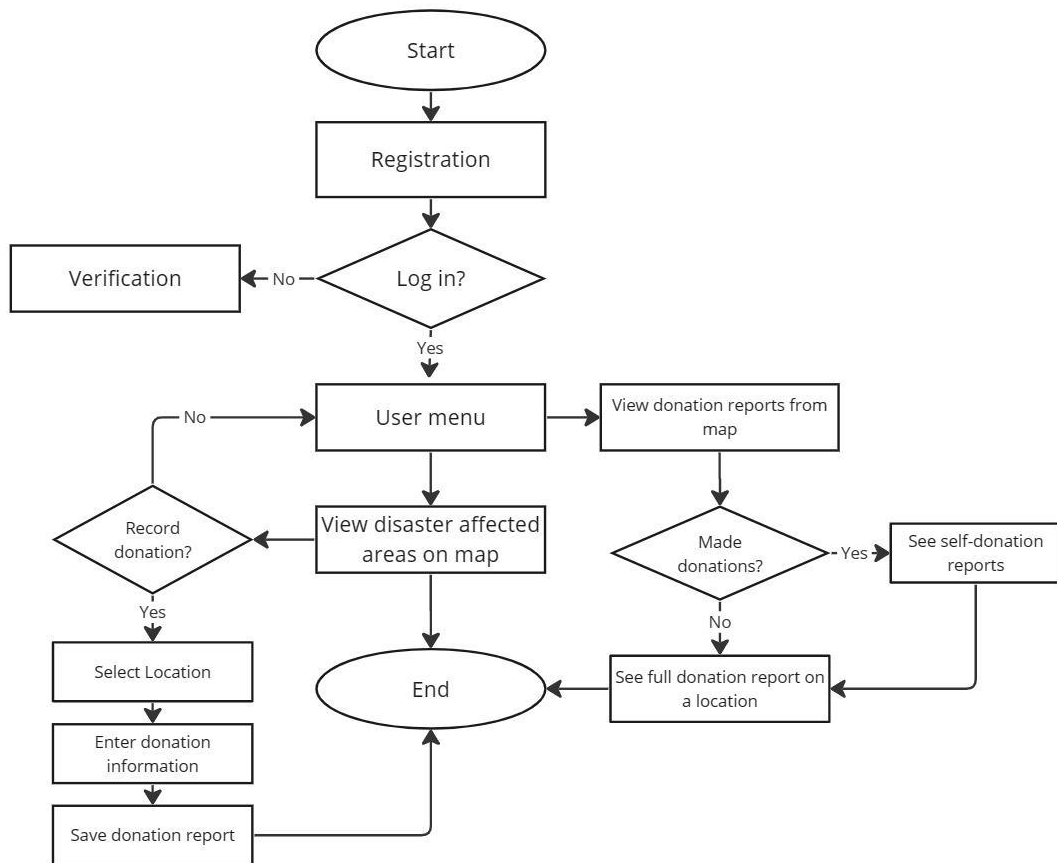 Start
Registration
Verification
No
Log in?
Yes
No
User menu
View donation reports from
map
Record
donation?
View disaster affected
areas on map
Made
donations?
Yes
See self-donation
reports
Yes
No
Select Location
End
See full donation report on
a location
Enter donation
information
Save donation report